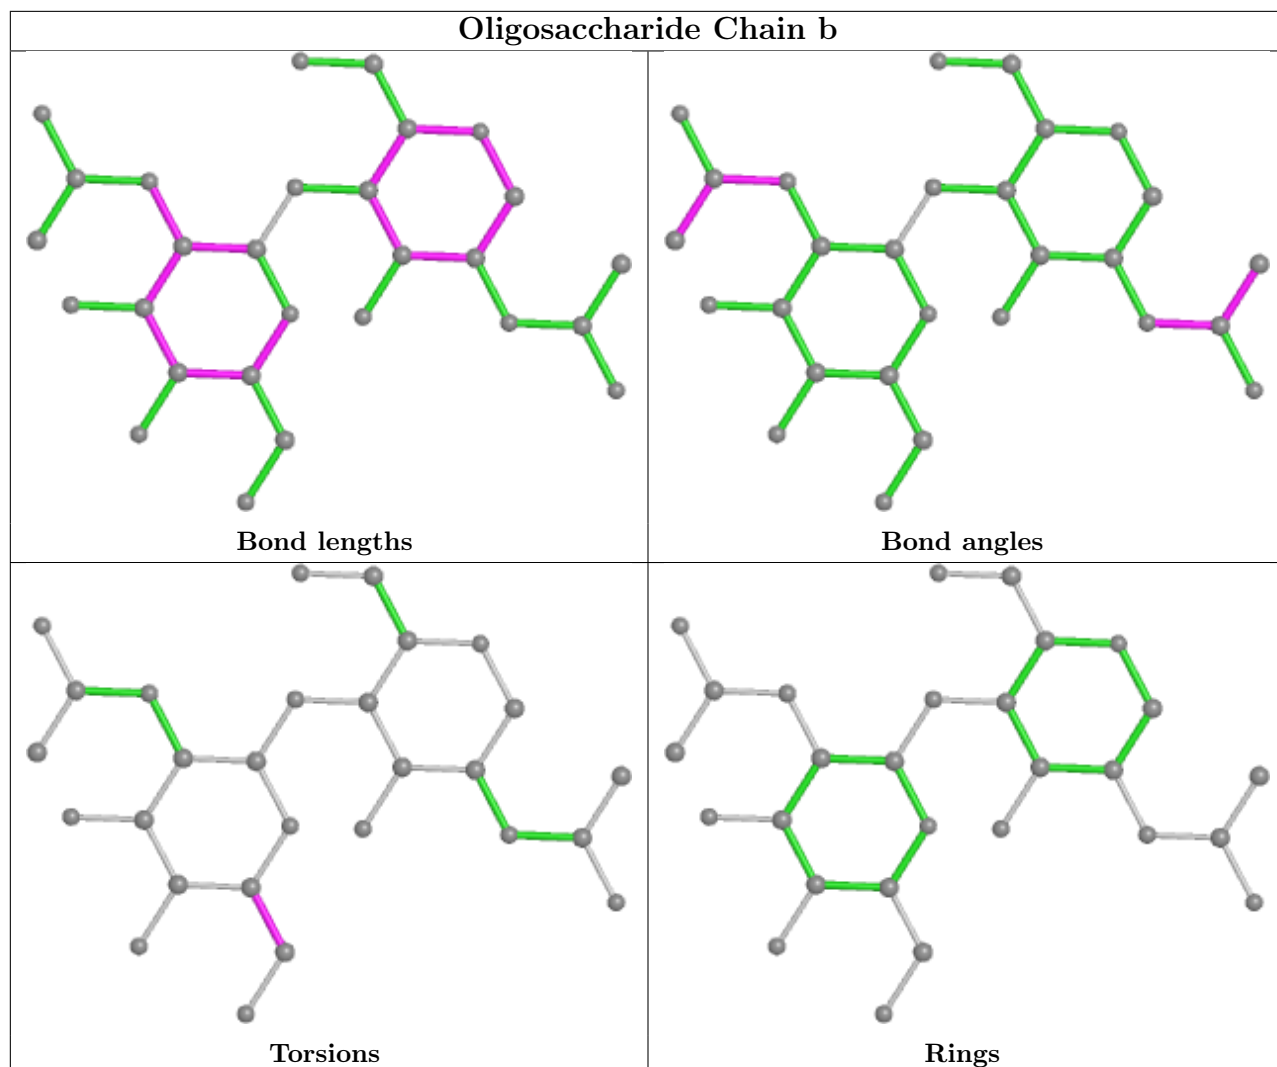 Oligosaccharide Chain b
Bond lengths
Bond angles
Torsions
Rings